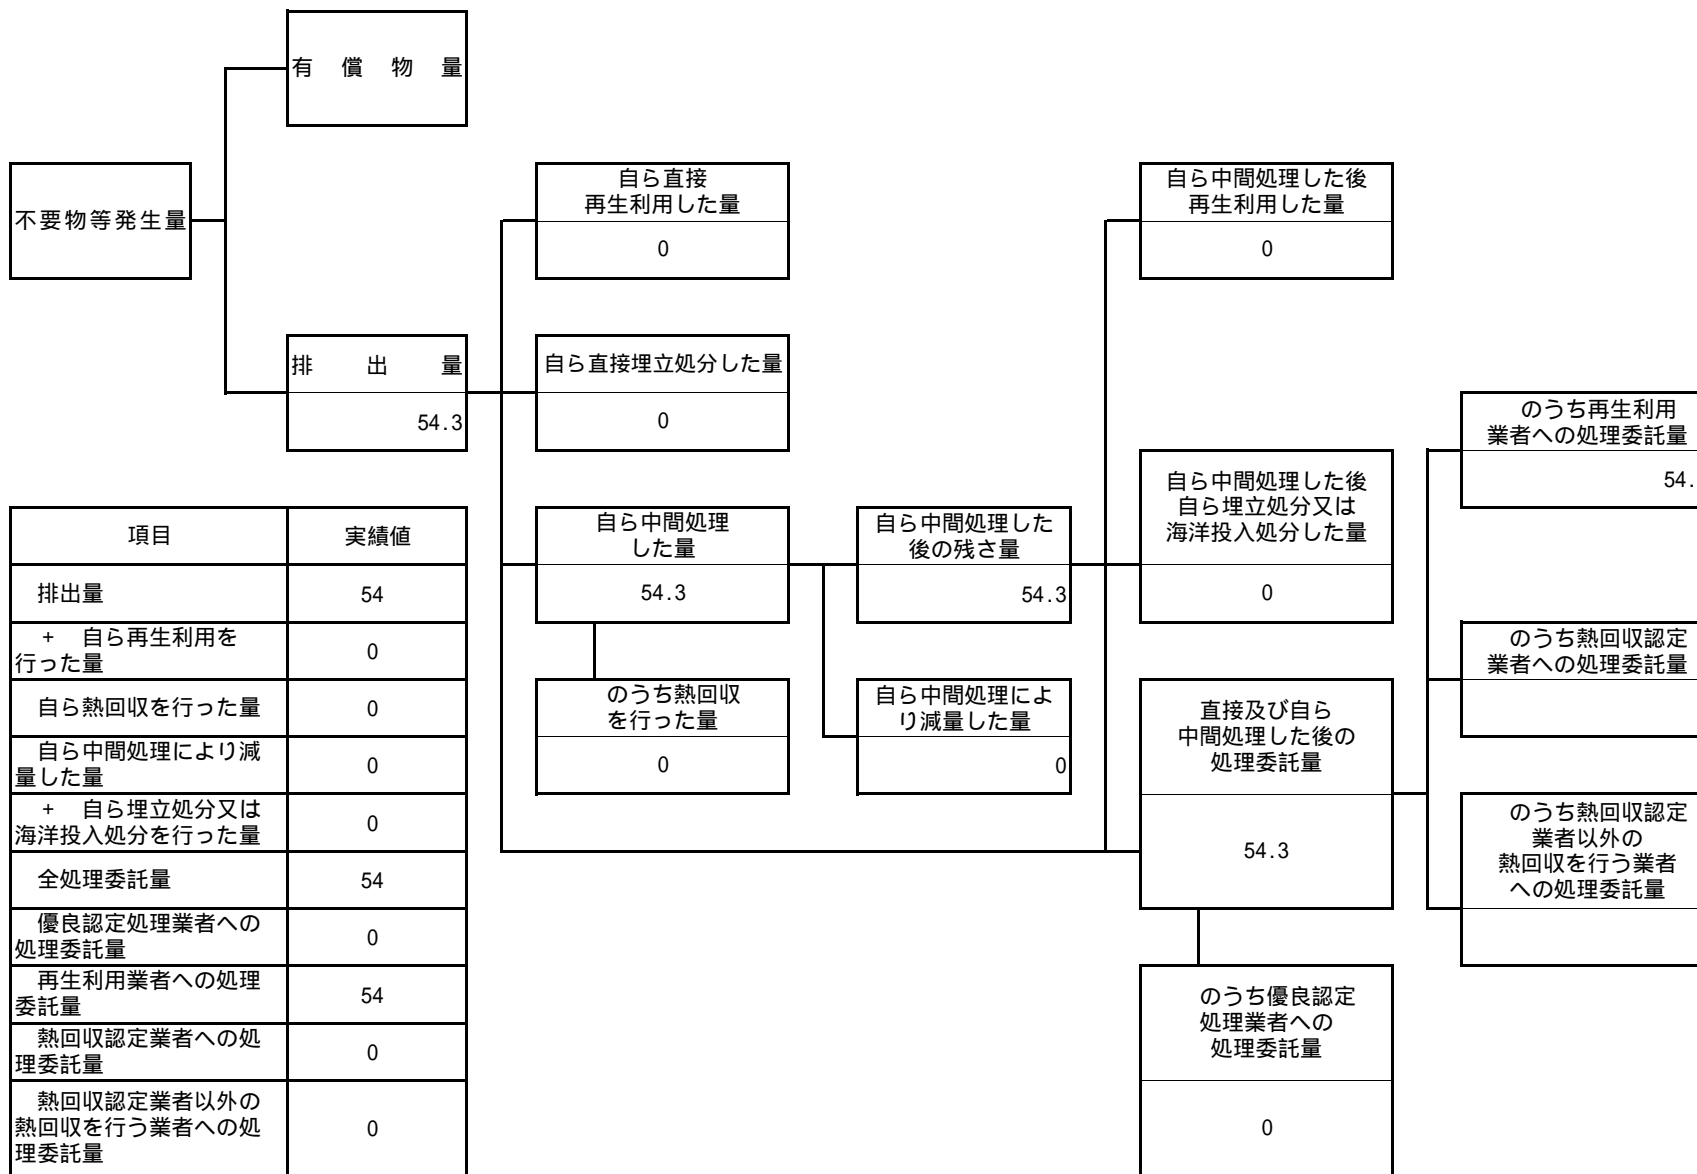 有償物量
不要物等発生量
自ら直接
再生利用した量
0
自ら中間処理した後
再生利用した量
0
排出量
54.3
自ら直接埋立処分した量
0
のうち再生利用
業者への処理委託量
54.
自ら中間処理した後
自ら埋立処分又は
海洋投入処分した量
0
自ら中間処理
した量
54.3
自ら中間処理した
後の残さ量
54.3
のうち熱回収認定
業者への処理委託量
のうち熱回収
を行った量
0
自ら中間処理によ
り減量した量
0
直接及び自ら
中間処理した後の
処理委託量
54.3
のうち熱回収認定
業者以外の
熱回収を行う業者
への処理委託量
のうち優良認定
処理業者への
処理委託量
0
項目 実績値
排出量 54
+ 自ら再生利用を
行った量 0
自ら熱回収を行った量 0
自ら中間処理により減
量した量 0
+ 自ら埋立処分又は
海洋投入処分を行った量 0
全処理委託量 54
優良認定処理業者への
処理委託量 0
再生利用業者への処理
委託量 54
熱回収認定業者への処
理委託量 0
熱回収認定業者以外の
熱回収を行う業者への処
理委託量 0